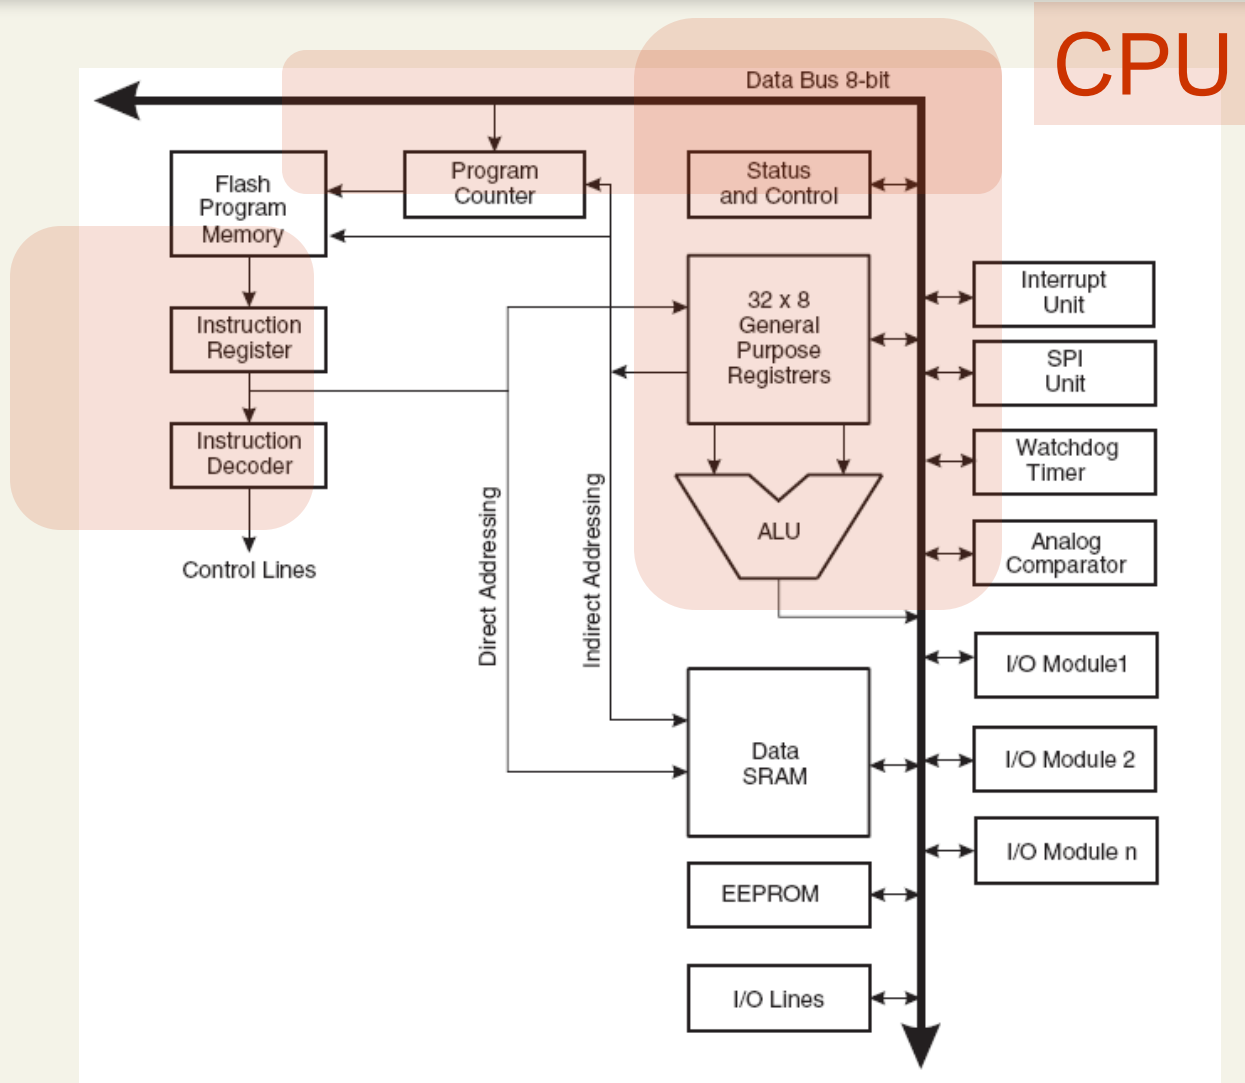 CPU
Data Bus 8-bit
Flash
Program
Memory
Program
Counter
Status
and Control
Instruction
Register
32 x 8
General
Purpose
Registrers
Interrupt
Unit
SPI
Unit
Instruction
Decoder
Watchdog
Timer
ALU
Analog
Comparator
Control Lines
Direct Addressing
Indirect Addressing
I/O Module1
Data
SRAM
I/O Module 2
I/O Module n
EEPROM
I/O Lines